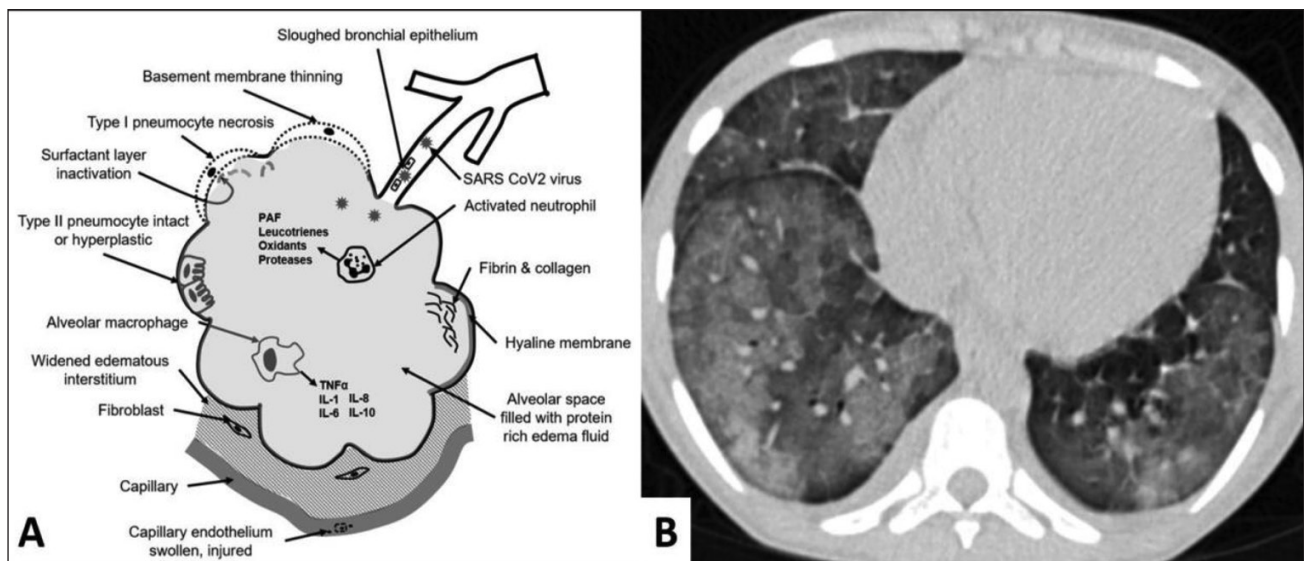 Sloughed bronchial epithelium
Basement membrane thinning
Type I pneumocyte necrosis
Surfactant layer
inactivation
SARS CoV2 virus
Type II pneumocyte intact
or hyperplastic
Activated neutrophil
PAF
Leucotrienes
Oxidants
Proteases
Fibrin & collagen
Alveolar macrophage
Hyaline membrane
Widened edematous
interstitium
TNFα
IL-1 IL-8
IL-6 IL-10
Fibroblast
Alveolar space
filled with protein
rich edema fluid
Capillary
Capillary endothelium
swollen, injured
A
B